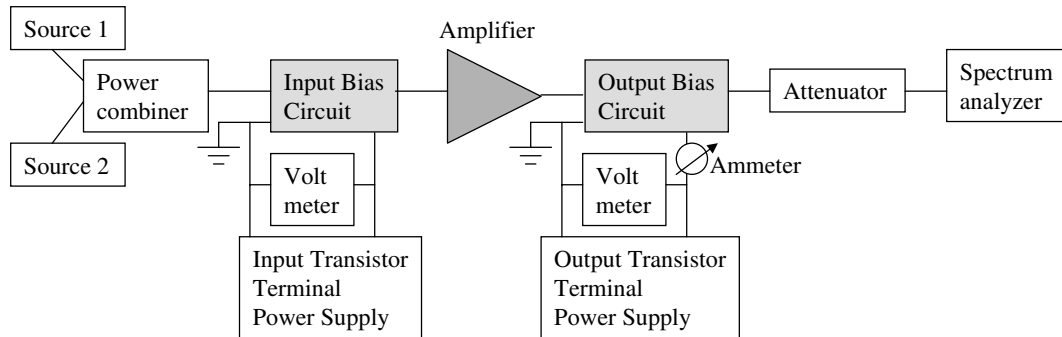 Source 1
Power
combiner
Source 2
Input Bias
Circuit
Volt
meter
Input Transistor
Terminal
Power Supply
Amplifier
Output Bias
Circuit
Ammeter
Volt
meter
Output Transistor
Terminal
Power Supply
Attenuator
Spectrum
analyzer